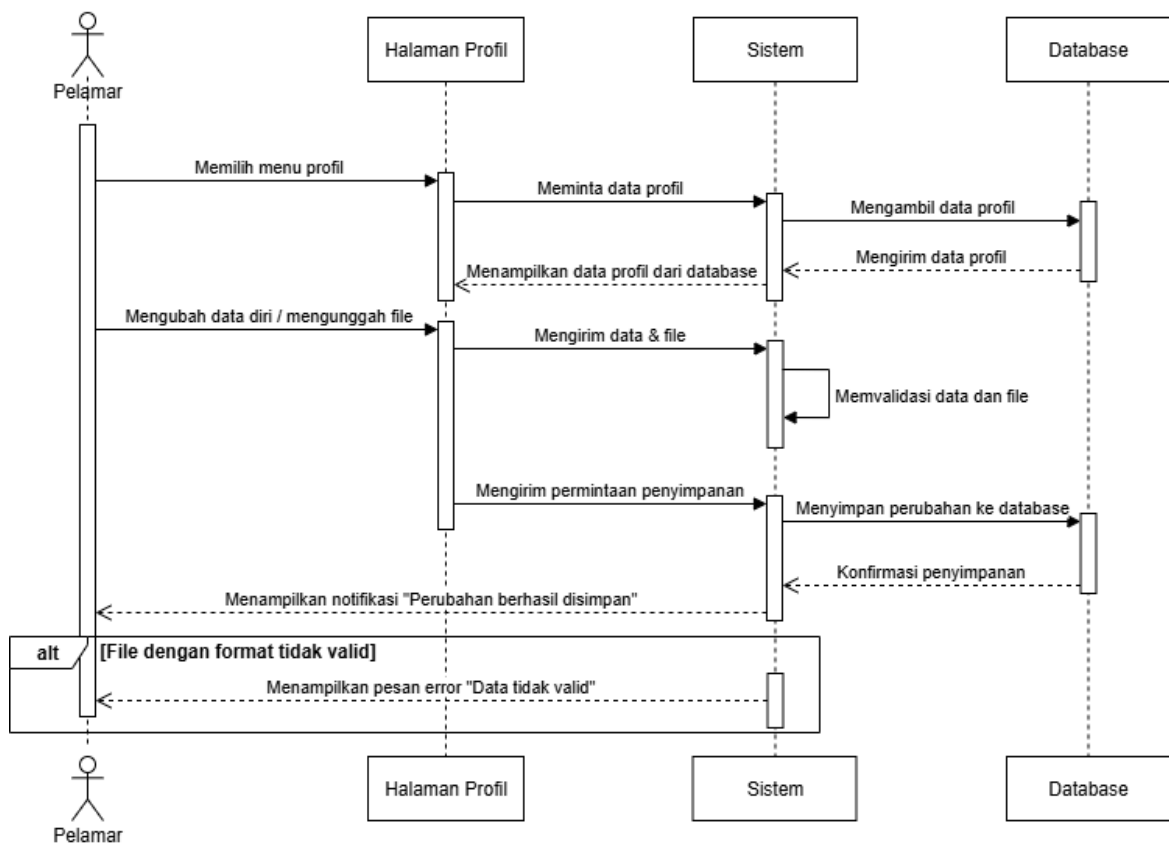 Halaman Profil
Sistem
Database
Pelamar
Memilih menu profil
Meminta data profil
Mengambil data profil
Mengirim data profil
Menampilkan data profil dari database
Mengubah data diri / mengunggah file
Mengirim data & file
Memvalidasi data dan file
Mengirim permintaan penyimpanan
Menyimpan perubahan ke database
Konfirmasi penyimpanan
Menampilkan notifikasi "Perubahan berhasil disimpan"
alt
[File dengan format tidak valid]
Menampilkan pesan error "Data tidak valid"
Halaman Profil
Sistem
Database
Pelamar